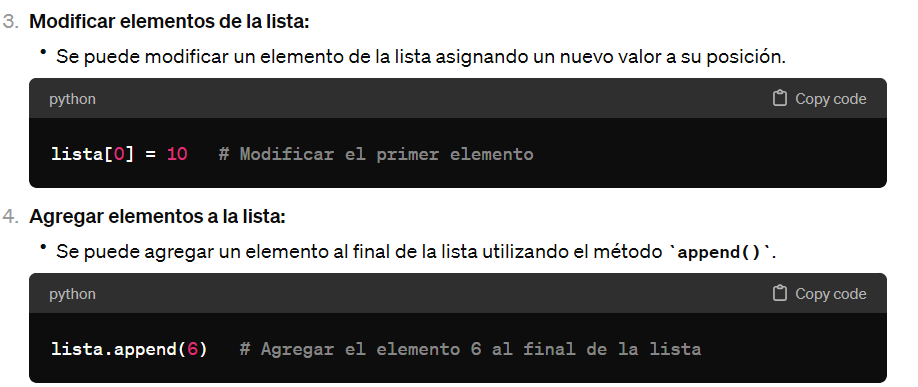 3. Modificar elementos de la lista:
• Se puede modificar un elemento de la lista asignando un nuevo valor a su posición.
python Copy code
lista[0] = 10   # Modificar el primer elemento
4. Agregar elementos a la lista:
• Se puede agregar un elemento al final de la lista utilizando el método `append()`.
python Copy code
lista.append(6)   # Agregar el elemento 6 al final de la lista